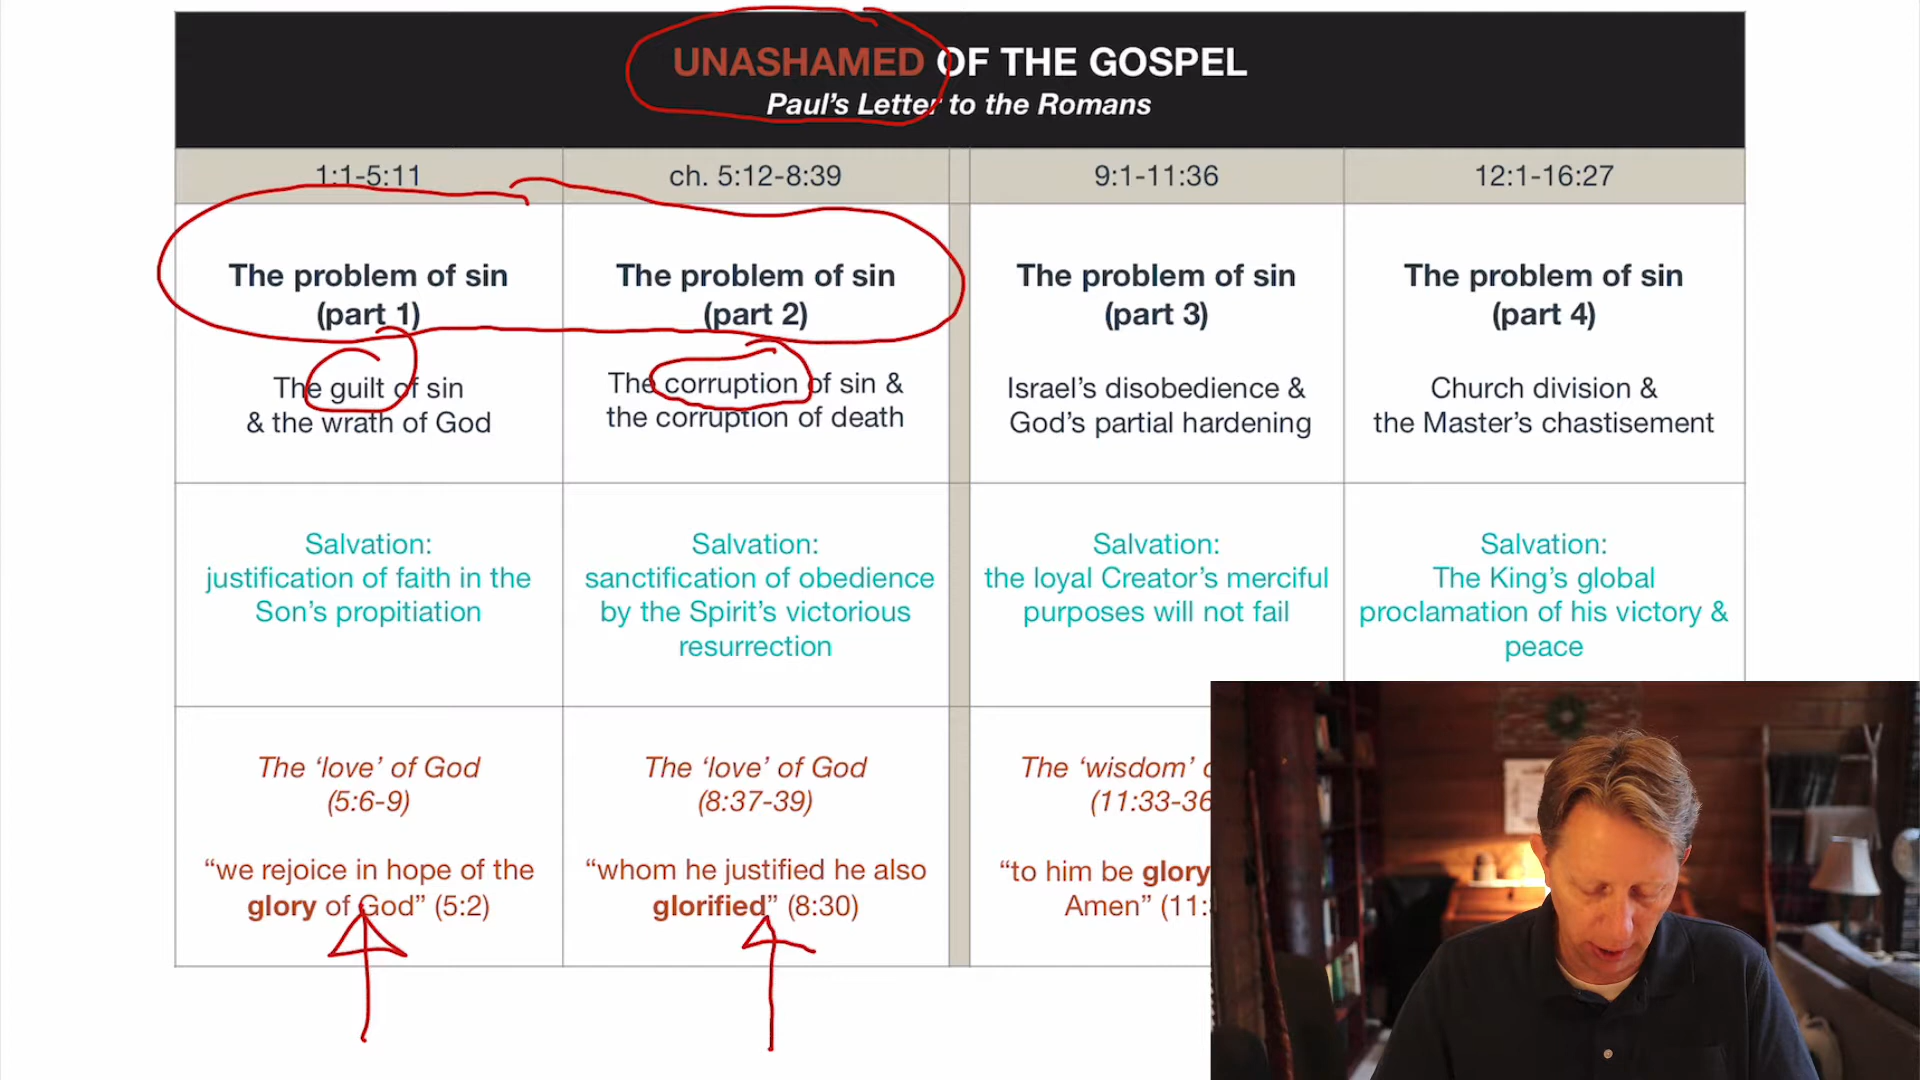 UNASHAMED OF THE GOSPEL
Paul's Letter to the Romans
1:1-5:11
ch. 5:12-8:39
9:1-11:36
12:1-16:27
The problem of sin
(part 1)
The guilt of sin
& the wrath of God
The problem of sin
(part 2)
The corruption of sin &
the corruption of death
The problem of sin
(part 3)
Israel's disobedience &
God's partial hardening
The problem of sin
(part 4)
Church division &
the Master's chastisement
Salvation:
justification of faith in the
Son's propitiation
Salvation:
sanctification of obedience
by the Spirit's victorious
resurrection
Salvation:
the loyal Creator's merciful
purposes will not fail
Salvation:
The King's global
proclamation of his victory &
peace
The 'love' of God
(5:6-9)
"we rejoice in hope of the
glory of God" (5:2)
The 'love' of God
(8:37-39)
"whom he justified he also
glorified" (8:30)
The 'wisdom'
(11:33-36
"to him be glory
Amen" (11: